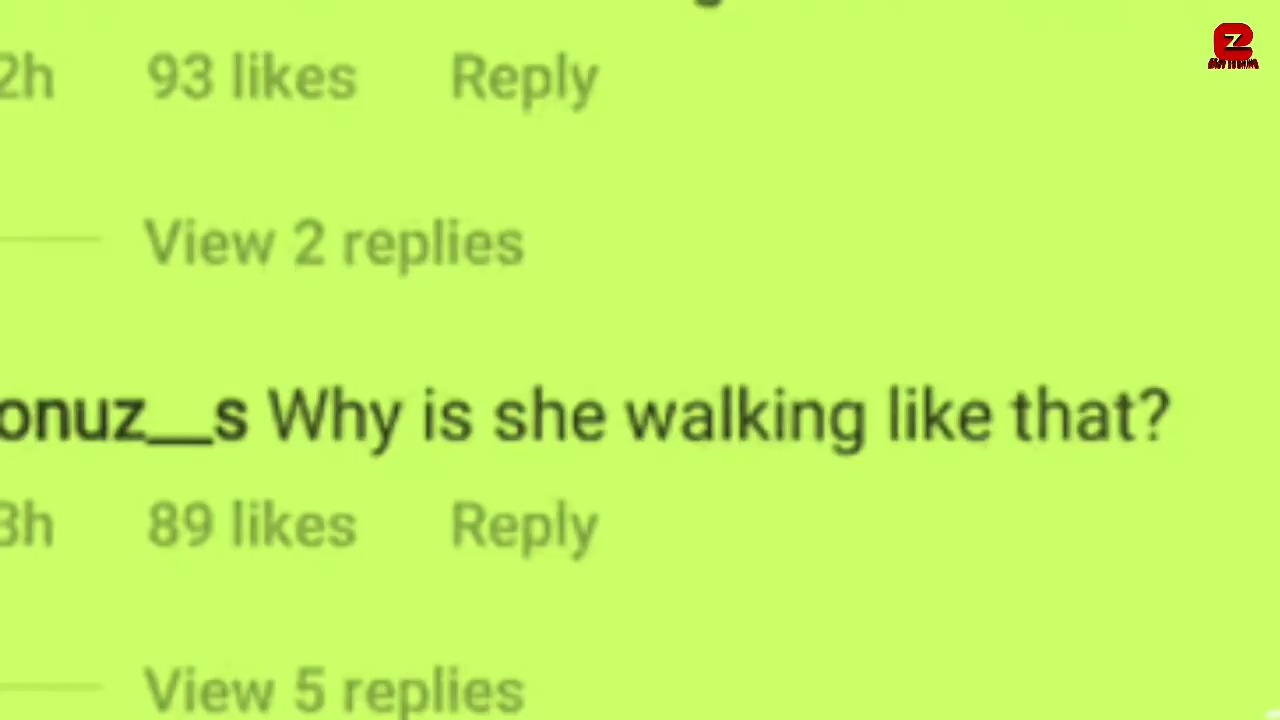 2h 93 likes Reply
View 2 replies
onuz__s Why is she walking like that?
3h 89 likes Reply
View 5 replies
Z